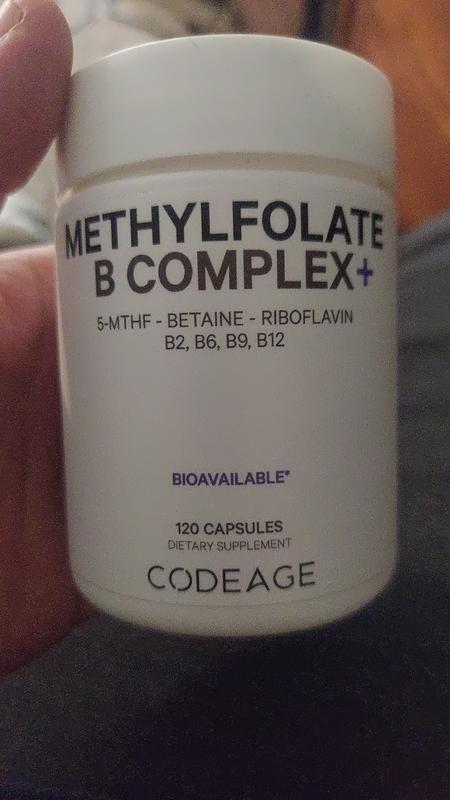 METHYLFOLATE
B COMPLEX+
5-MTHF - BETAINE - RIBOFLAVIN
B2, B6, B9, B12
BIOAVAILABLE*
120 CAPSULES
DIETARY SUPPLEMENT
CODEAGE